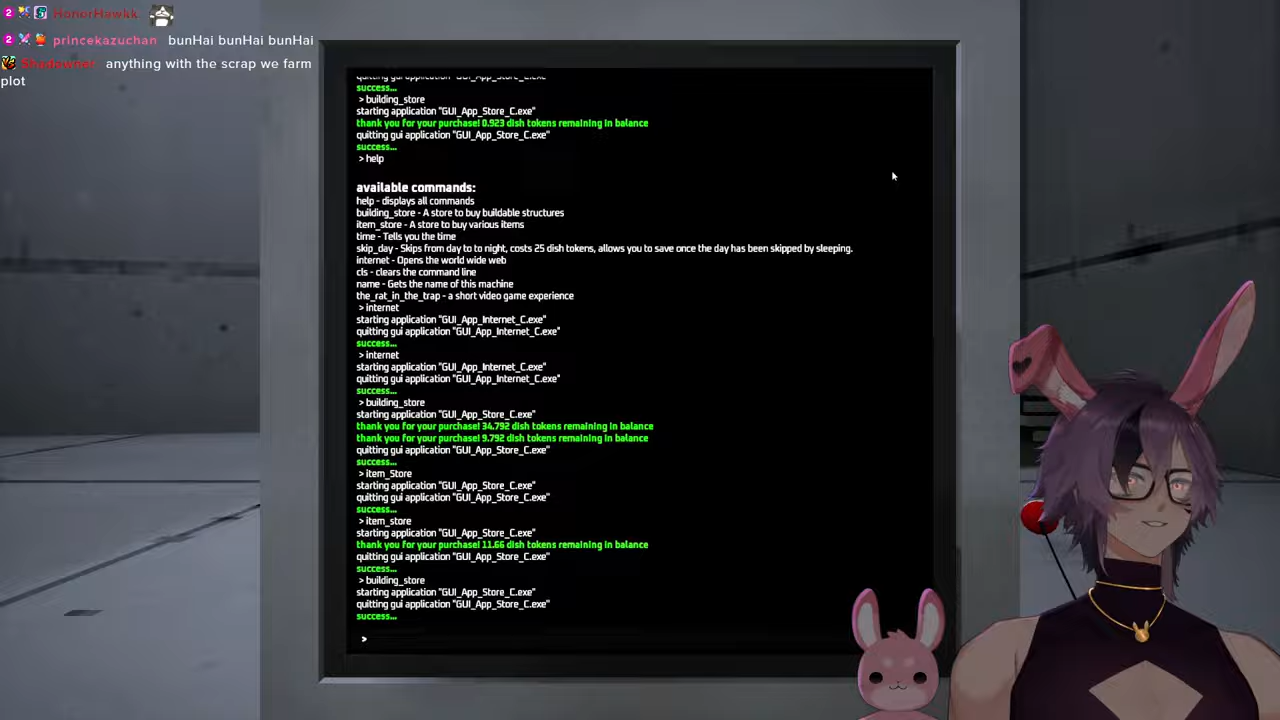 HonorHawkk
princekazuchan bunHai bunHai bunHai
Shadawner anything with the scrap we farm
plot
quitting gui application "GUI_App_Store_C.exe"
success...
> building_store
starting application "GUI_App_Store_C.exe"
thank you for your purchase! 0.923 dish tokens remaining in balance
quitting gui application "GUI_App_Store_C.exe"
success...
> help
available commands:
help - displays all commands
building_store - A store to buy buildable structures
item_store - A store to buy various items
time - Tells you the time
skip_day - Skips from day to to night, costs 25 dish tokens, allows you to save once the day has been skipped by sleeping.
internet - Opens the world wide web
cls - clears the command line
name - Gets the name of this machine
the_rat_in_the_trap - a short video game experience
> internet
starting application "GUI_App_Internet_C.exe"
quitting gui application "GUI_App_Internet_C.exe"
success...
> internet
starting application "GUI_App_Internet_C.exe"
quitting gui application "GUI_App_Internet_C.exe"
success...
> building_store
starting application "GUI_App_Store_C.exe"
thank you for your purchase! 34.792 dish tokens remaining in balance
thank you for your purchase! 9.792 dish tokens remaining in balance
quitting gui application "GUI_App_Store_C.exe"
success...
> item_Store
starting application "GUI_App_Store_C.exe"
quitting gui application "GUI_App_Store_C.exe"
success...
> item_store
starting application "GUI_App_Store_C.exe"
thank you for your purchase! 11.66 dish tokens remaining in balance
quitting gui application "GUI_App_Store_C.exe"
success...
> building_store
starting application "GUI_App_Store_C.exe"
quitting gui application "GUI_App_Store_C.exe"
success...
>